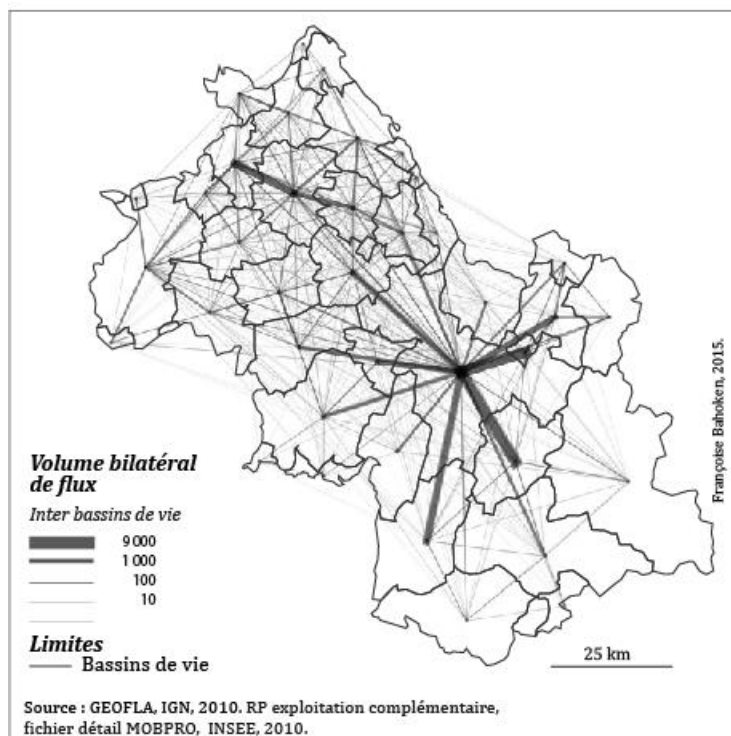 Volume bilatéral
de flux
Inter bassins de vie
9 000
1 000
100
10
Limites
Bassins de vie
25 km
Françoise Bahoken, 2015.
Source : GEOFLA, IGN, 2010. RP exploitation complémentaire,
fichier détail MOBPRO, INSEE, 2010.